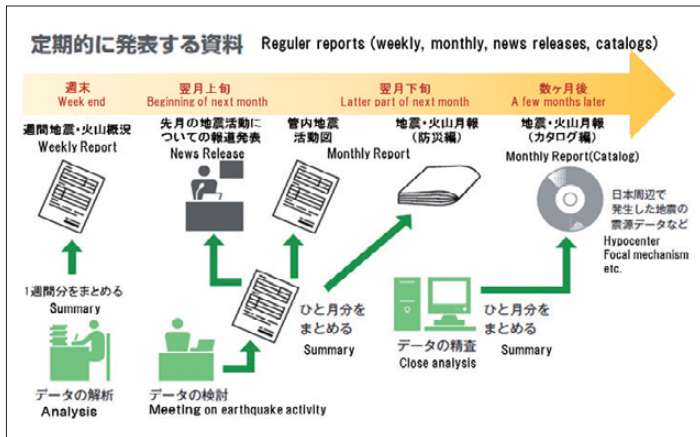 定期的に発表する資料 Reguler reports (weekly, monthly, news releases, catalogs)
週末
Week end
翌月上旬
Beginning of next month
翌月下旬
Latter part of next month
数ヶ月後
A few months later
週間地震・火山概況
Weekly Report
先月の地震活動に
ついての報道発表
News Release
管内地震
活動図
地震・火山月報
(防災編)
Monthly Report
地震・火山月報
(カタログ編)
Monthly Report(Catalog)
日本周辺で
発生した地震の
震源データなど
Hypocenter
Focal mechanism
etc.
1週間分をまとめる
Summary
データの解析
Analysis
データの検討
Meeting on earthquake activity
ひと月分を
まとめる
Summary
データの精査
Close analysis
ひと月分を
まとめる
Summary